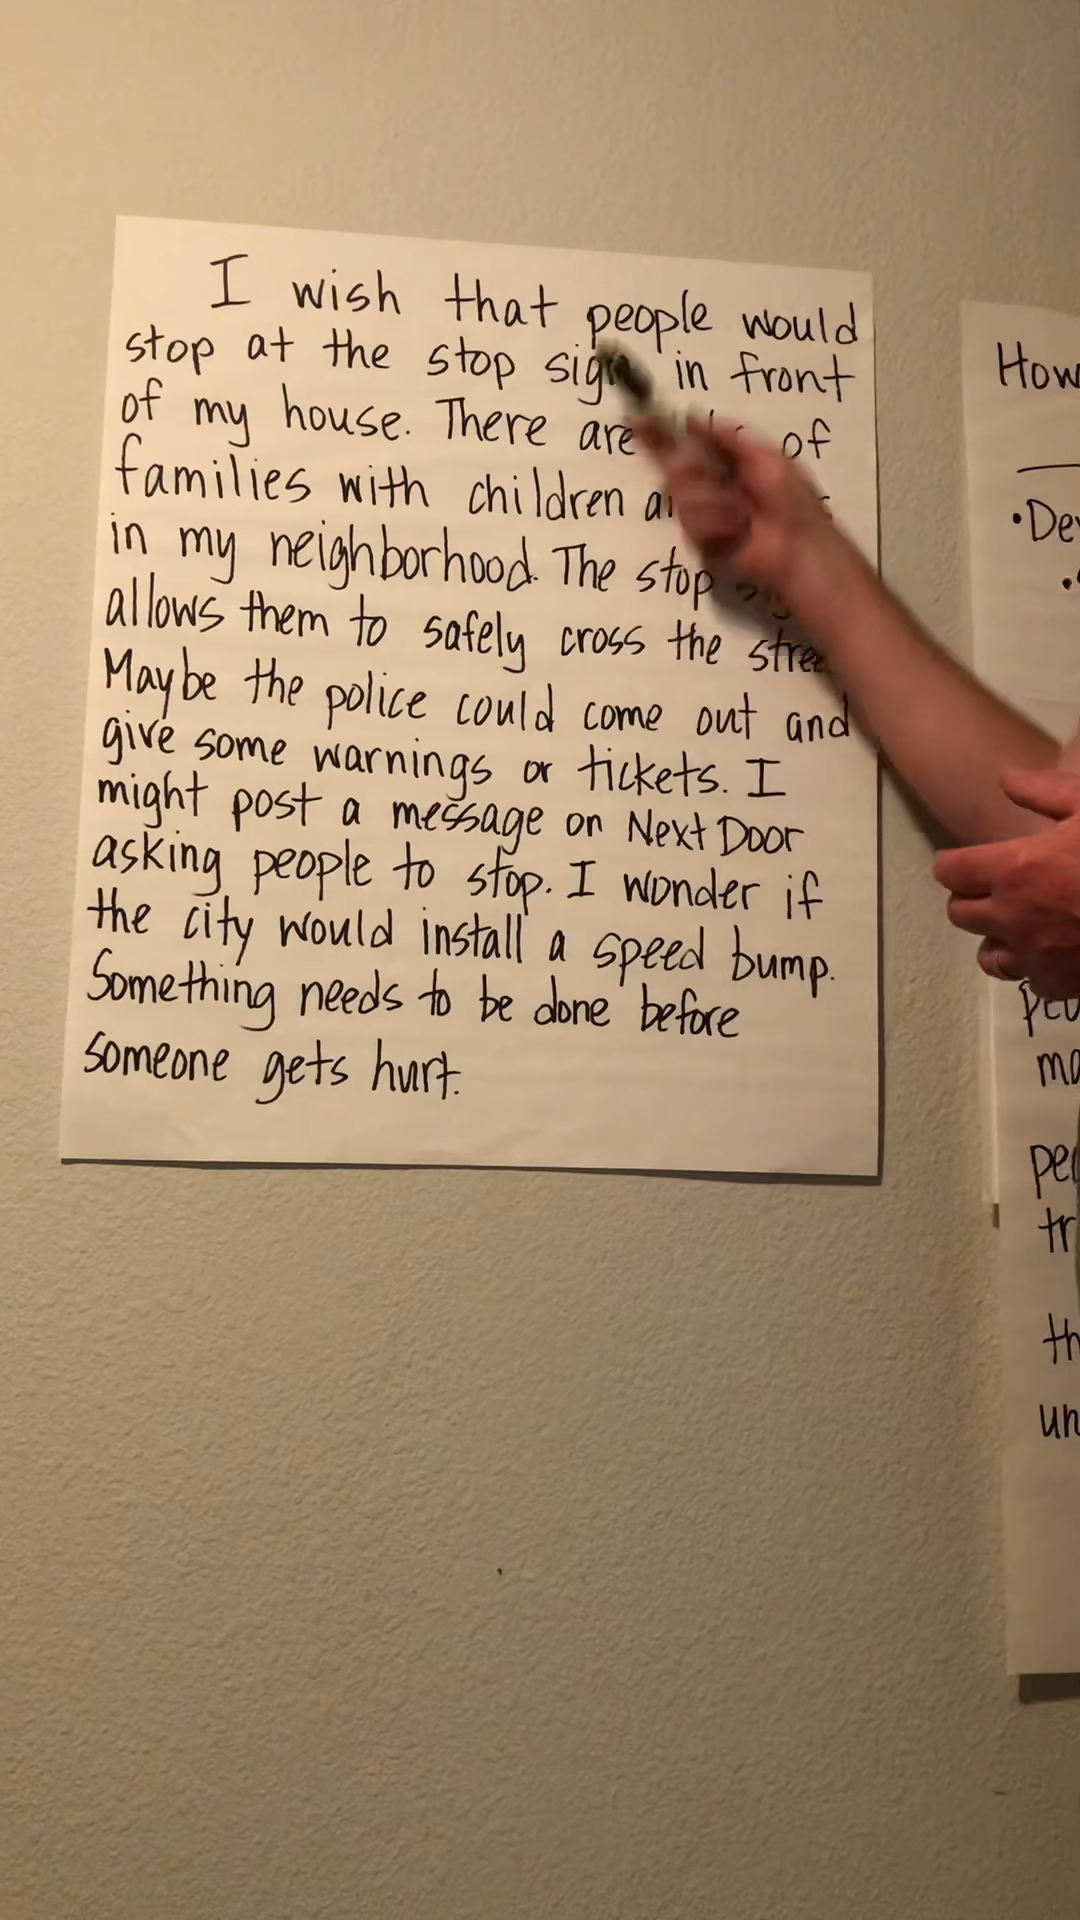 I wish that people would
stop at the stop sign in front
of my house. There are of
families with children
in my neighborhood. The stop
allows them to safely cross the
Maybe the police could come out and
give some warnings or tickets. I
might post a message on Next Door
asking people to stop. I wonder if
the city would install a speed bump.
Something needs to be done before
someone gets hurt.
How